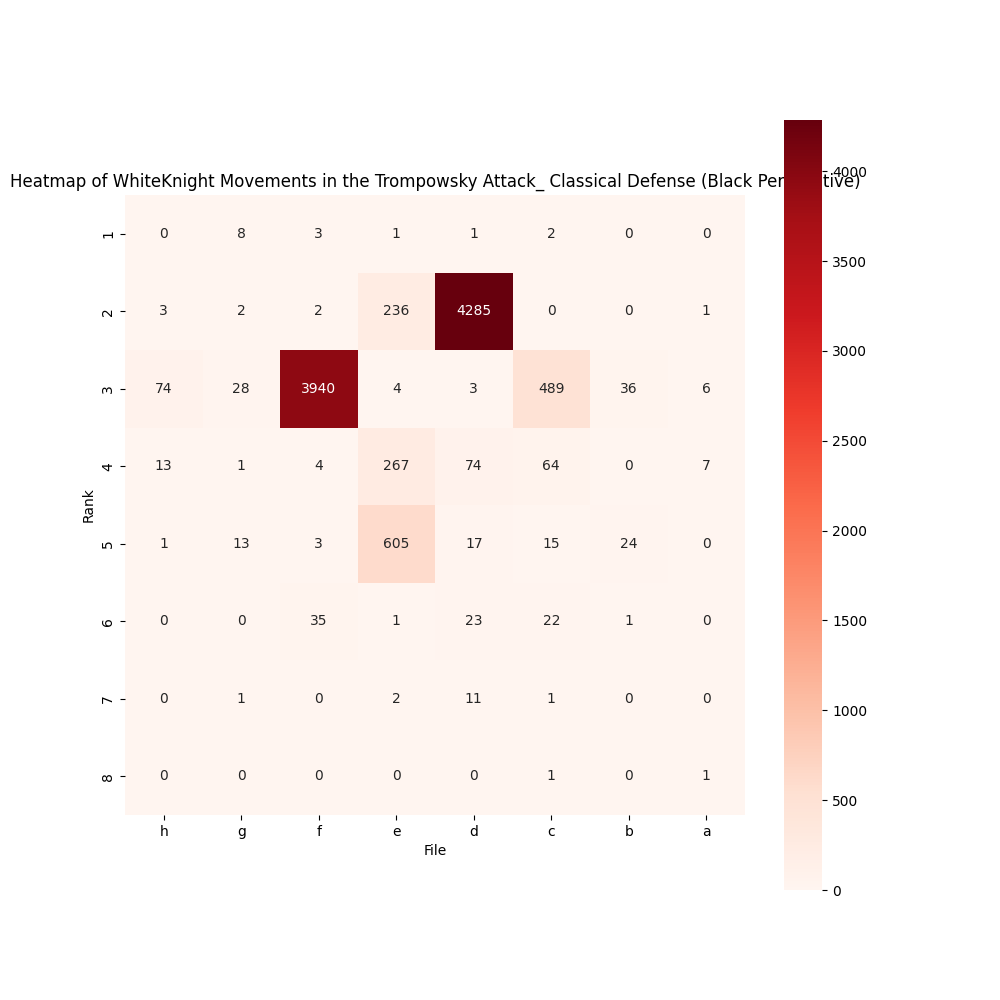 Heatmap of WhiteKnight Movements in the Trompowsky Attack_ Classical Defense (Black Perspective)
4000
1 0 8 3 1 1 2 0 0
3500
2 3 2 2 236 4285 0 0 1
3000
3 74 28 3940 4 3 489 36 6
2500
4 13 1 4 267 74 64 0 7
Rank
2000
5 1 13 3 605 17 15 24 0
1500
6 0 0 35 1 23 22 1 0
1000
7 0 1 0 2 11 1 0 0
8 0 0 0 0 0 1 0 1
500
h g f e d c b a
File
0